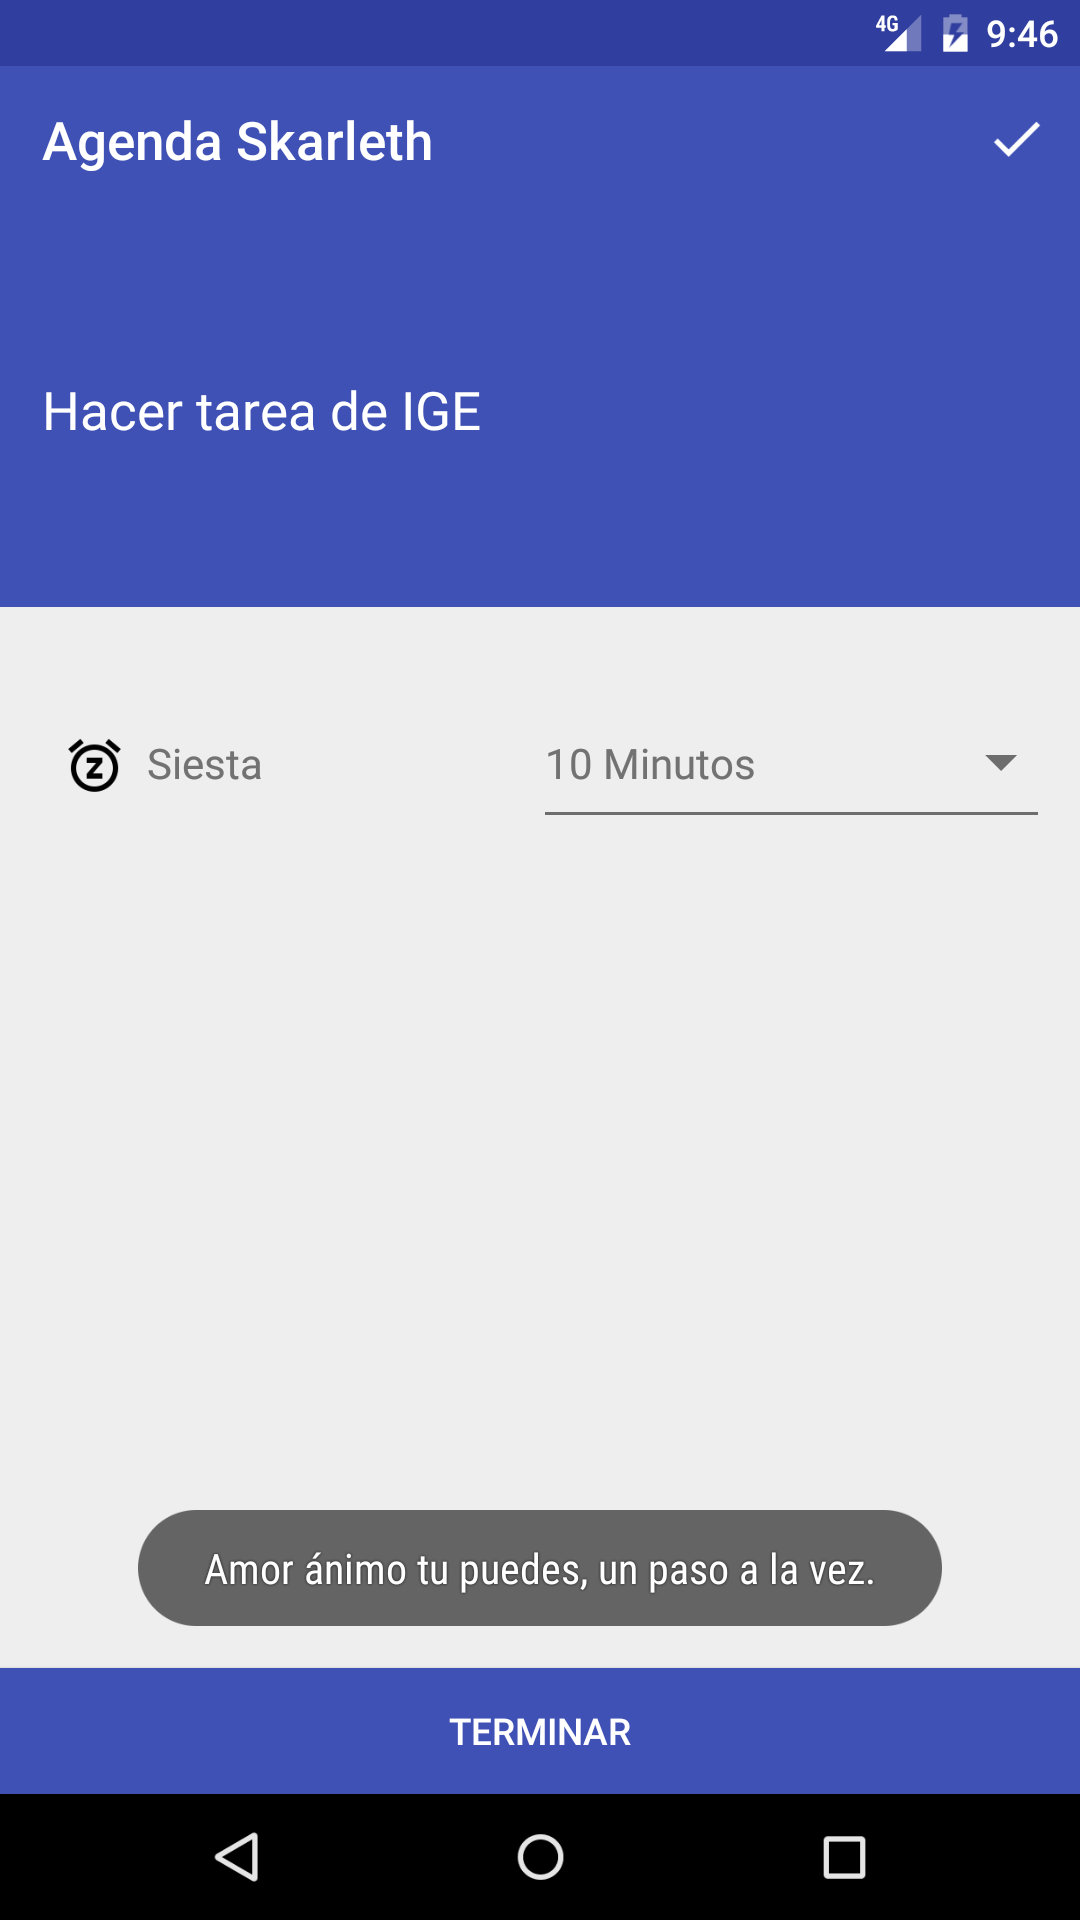 4G 9:46
Agenda Skarleth
Hacer tarea de IGE
Siesta 10 Minutos
Amor ánimo tu puedes, un paso a la vez.
TERMINAR